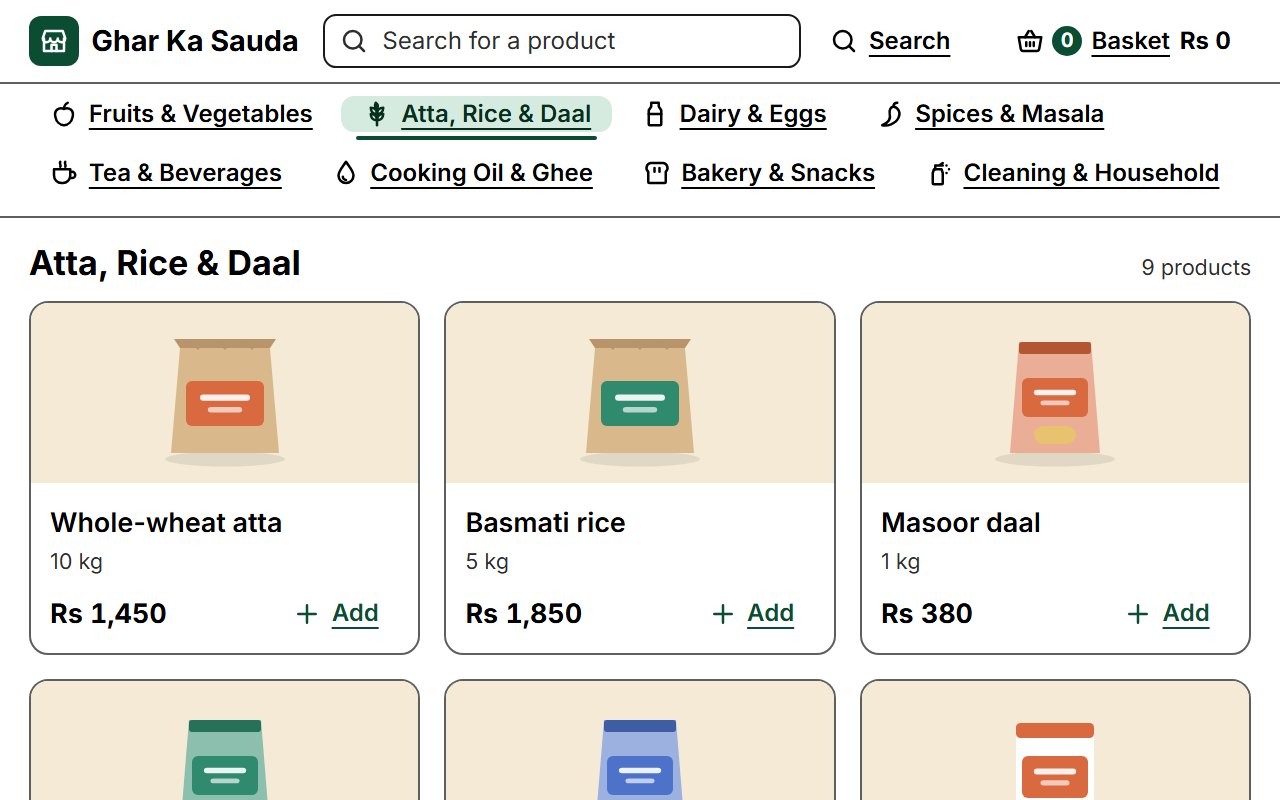 Ghar Ka Sauda
Search for a product
Search
0 Basket Rs 0
Fruits & Vegetables
Atta, Rice & Daal
Dairy & Eggs
Spices & Masala
Tea & Beverages
Cooking Oil & Ghee
Bakery & Snacks
Cleaning & Household
Atta, Rice & Daal
9 products
Whole-wheat atta
10 kg
Rs 1,450
+ Add
Basmati rice
5 kg
Rs 1,850
+ Add
Masoor daal
1 kg
Rs 380
+ Add